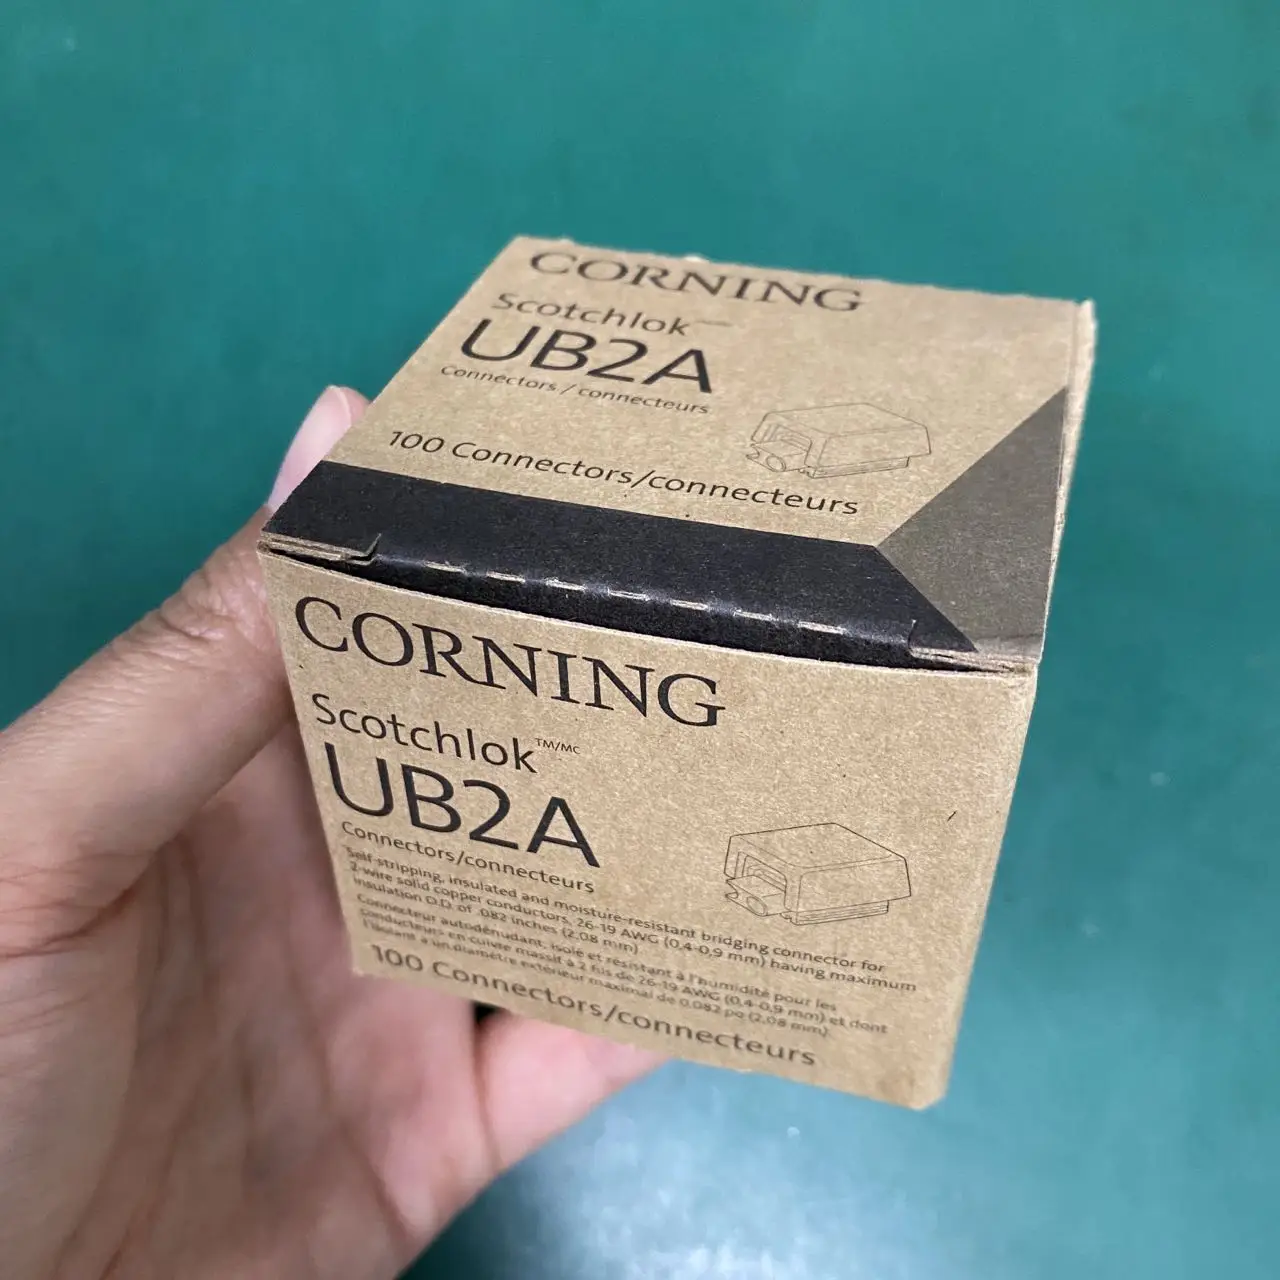 CORNING
Scotchlok
UB2A
Connectors / connecteurs
100 Connectors/connecteurs
CORNING
Scotchlok™/MC
UB2A
Connectors/connecteurs
Self-stripping, insulated and moisture-resistant bridging connector for
2-wire solid copper conductors, 26-19 AWG (0,4-0,9 mm) having maximum
insulation O.D. of .082 inches (2,08 mm).
Connecteur autodénudant, isolé et résistant à l'humidité pour les
conducteurs en cuivre massif à 2 fils de 26-19 AWG (0,4-0,9 mm) et dont
l'isolant a un diamètre extérieur maximal de 0.082 po (2,08 mm).
100 Connectors/connecteurs